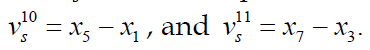 $v_s^{10} = x_5 - x_1$, and $v_s^{11} = x_7 - x_3$.